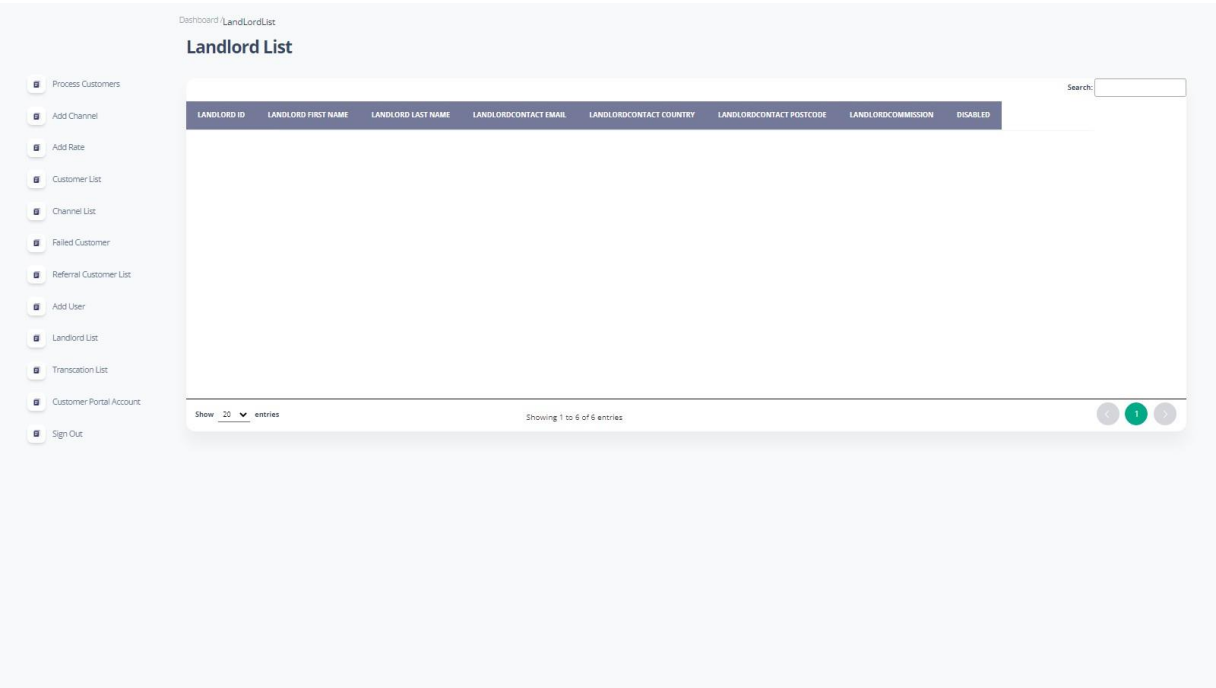 Dashboard /LandLordList
Landlord List
Process Customers
Add Channel
Add Rate
Customer List
Channel List
Failed Customer
Referral Customer List
Add User
Landlord List
Transcation List
Customer Portal Account
Sign Out
Search:
LANDLORD ID LANDLORD FIRST NAME LANDLORD LAST NAME LANDLORDCONTACT EMAIL LANDLORDCONTACT COUNTRY LANDLORDCONTACT POSTCODE LANDLORDCOMMISSION DISABLED
Show 20 entries Showing 1 to 6 of 6 entries 1